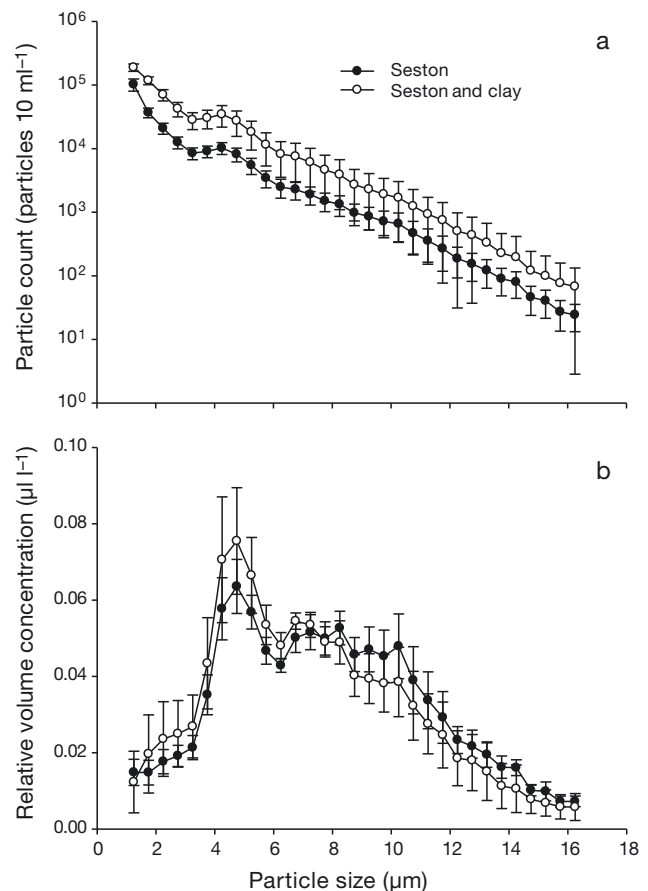 a
Seston
Seston and clay
Particle count (particles 10 ml⁻¹)
10⁶
10⁵
10⁴
10³
10²
10¹
10⁰
b
Relative volume concentration (µl l⁻¹)
0.10
0.08
0.06
0.04
0.02
0.00
0 2 4 6 8 10 12 14 16 18
Particle size (µm)